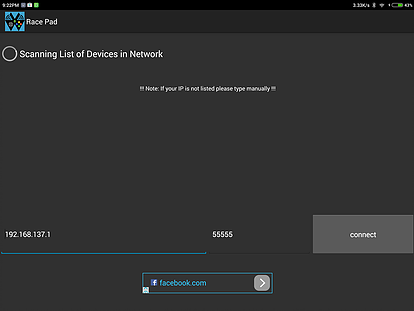 9:22PM 3.33K/s 43%
Race Pad
Scanning List of Devices in Network
!!! Note: If your IP is not listed please type manually !!!
192.168.137.1 55555 connect
facebook.com